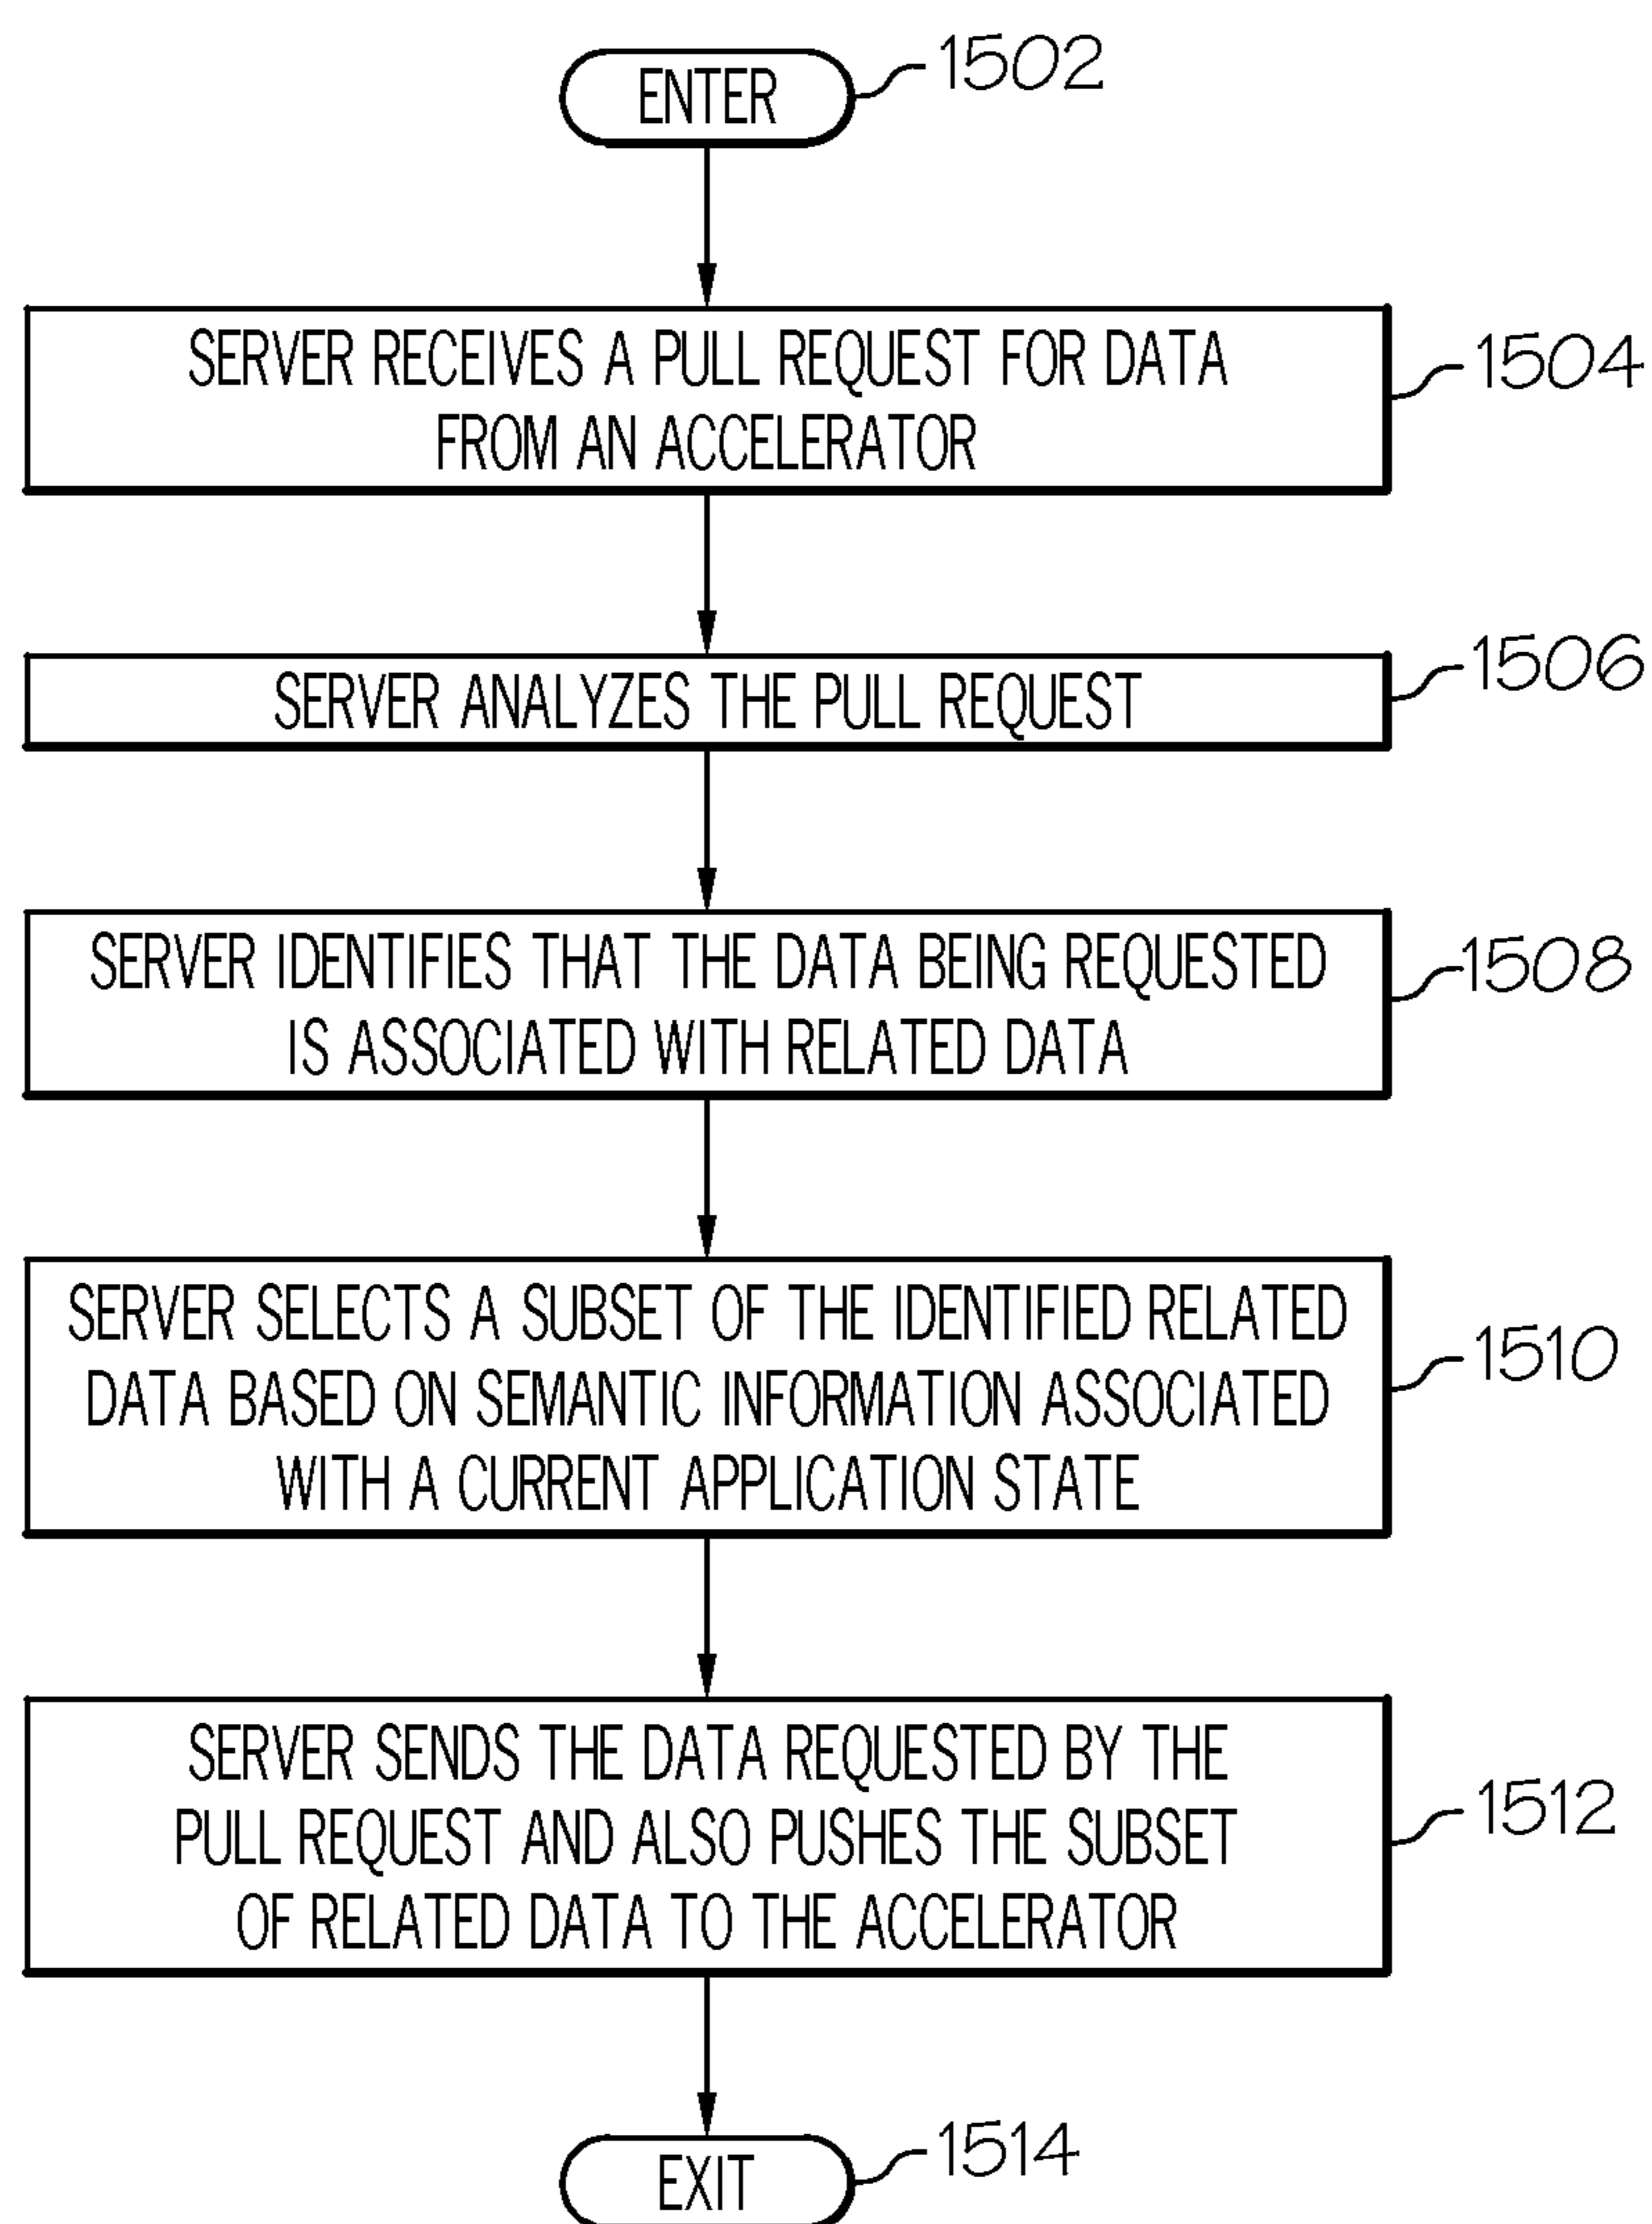 ENTER
1502
SERVER RECEIVES A PULL REQUEST FOR DATA
FROM AN ACCELERATOR
1504
SERVER ANALYZES THE PULL REQUEST
1506
SERVER IDENTIFIES THAT THE DATA BEING REQUESTED
IS ASSOCIATED WITH RELATED DATA
1508
SERVER SELECTS A SUBSET OF THE IDENTIFIED RELATED
DATA BASED ON SEMANTIC INFORMATION ASSOCIATED
WITH A CURRENT APPLICATION STATE
1510
SERVER SENDS THE DATA REQUESTED BY THE
PULL REQUEST AND ALSO PUSHES THE SUBSET
OF RELATED DATA TO THE ACCELERATOR
1512
EXIT
1514